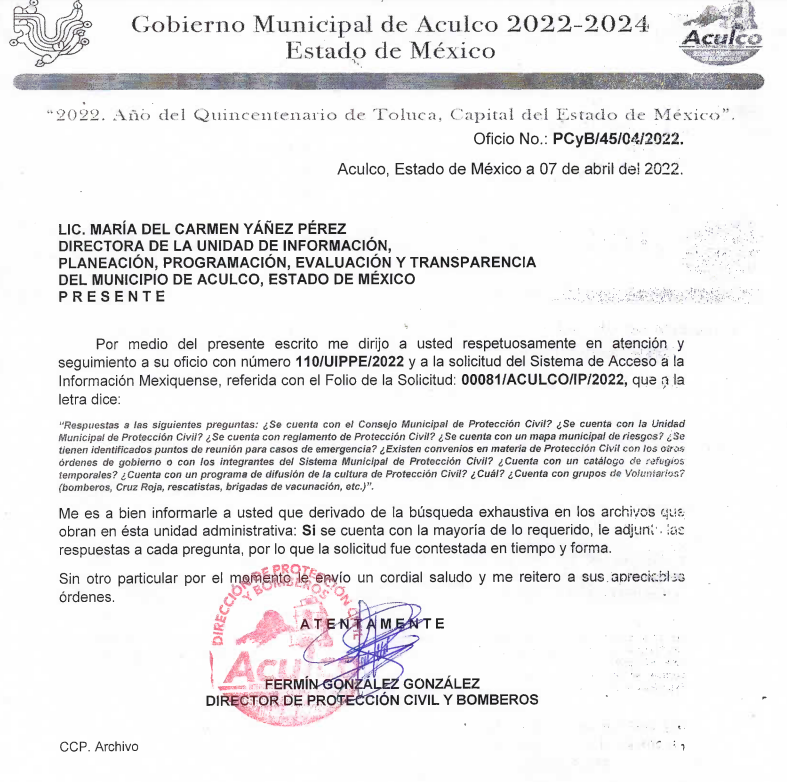 Gobierno Municipal de Aculco 2022-2024
Estado de México
Aculco
“2022. Año del Quincentenario de Toluca, Capital del Estado de México”.
Oficio No.: PCyB/45/04/2022.
Aculco, Estado de México a 07 de abril del 2022.
LIC. MARÍA DEL CARMEN YÁÑEZ PÉREZ
DIRECTORA DE LA UNIDAD DE INFORMACIÓN,
PLANEACIÓN, PROGRAMACIÓN, EVALUACIÓN Y TRANSPARENCIA
DEL MUNICIPIO DE ACULCO, ESTADO DE MÉXICO
P R E S E N T E
Por medio del presente escrito me dirijo a usted respetuosamente en atención y
seguimiento a su oficio con número 110/UIPPE/2022 y a la solicitud del Sistema de Acceso a la
Información Mexiquense, referida con el Folio de la Solicitud: 00081/ACULCO/IP/2022, que a la
letra dice:
“Respuestas a las siguientes preguntas: ¿Se cuenta con el Consejo Municipal de Protección Civil? ¿Se cuenta con la Unidad
Municipal de Protección Civil? ¿Se cuenta con reglamento de Protección Civil? ¿Se cuenta con un mapa municipal de riesgos? ¿Se
tienen identificados puntos de reunión para casos de emergencia? ¿Existen convenios en materia de Protección Civil con los otros
órdenes de gobierno o con los integrantes del Sistema Municipal de Protección Civil? ¿Cuenta con un catálogo de refugios
temporales? ¿Cuenta con un programa de difusión de la cultura de Protección Civil? ¿Cuál? ¿Cuenta con grupos de Voluntarios?
(bomberos, Cruz Roja, rescatistas, brigadas de vacunación, etc.)”.
Me es a bien informarle a usted que derivado de la búsqueda exhaustiva en los archivos que
obran en ésta unidad administrativa: Si se cuenta con la mayoría de lo requerido, le adjunto las
respuestas a cada pregunta, por lo que la solicitud fue contestada en tiempo y forma.
Sin otro particular por el momento le envío un cordial saludo y me reitero a sus apreciables
órdenes.
DIRECCIÓN DE PROTECCIÓN CIVIL
Y BOMBEROS
Aculco
A T E N T A M E N T E
FERMÍN GONZÁLEZ GONZÁLEZ
DIRECTOR DE PROTECCIÓN CIVIL Y BOMBEROS
CCP. Archivo